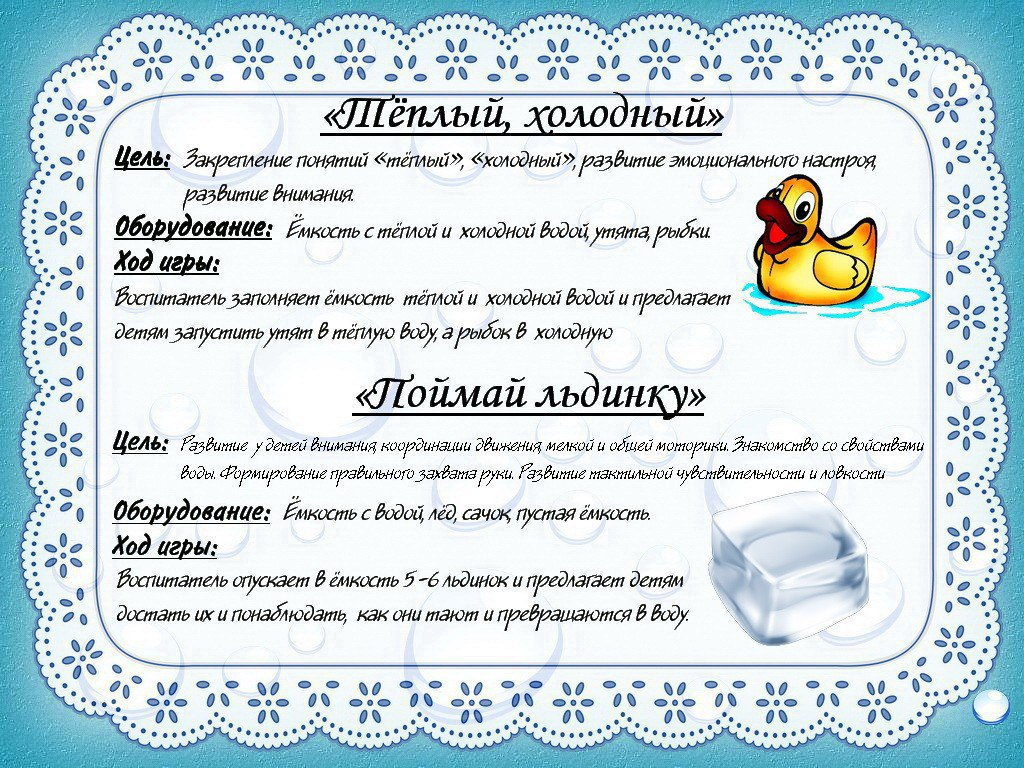 «Тёплый, холодный»
Цель: Закрепление понятий «тёплый», «холодный», развитие эмоционального настроя,
развитие внимания.
Оборудование: Ёмкость с тёплой и холодной водой, утята, рыбки.
Ход игры:
Воспитатель заполняет ёмкость тёплой и холодной водой и предлагает
детям запустить утят в тёплую воду, а рыбок в холодную
«Поймай льдинку»
Цель: Развитие у детей внимания, координации движения, мелкой и общей моторики. Знакомство со свойствами
воды. Формирование правильного захвата руки. Развитие тактильной чувствительности и ловкости
Оборудование: Ёмкость с водой, лёд, сачок, пустая ёмкость.
Ход игры:
Воспитатель опускает в ёмкость 5-6 льдинок и предлагает детям
достать их и понаблюдать, как они тают и превращаются в воду.